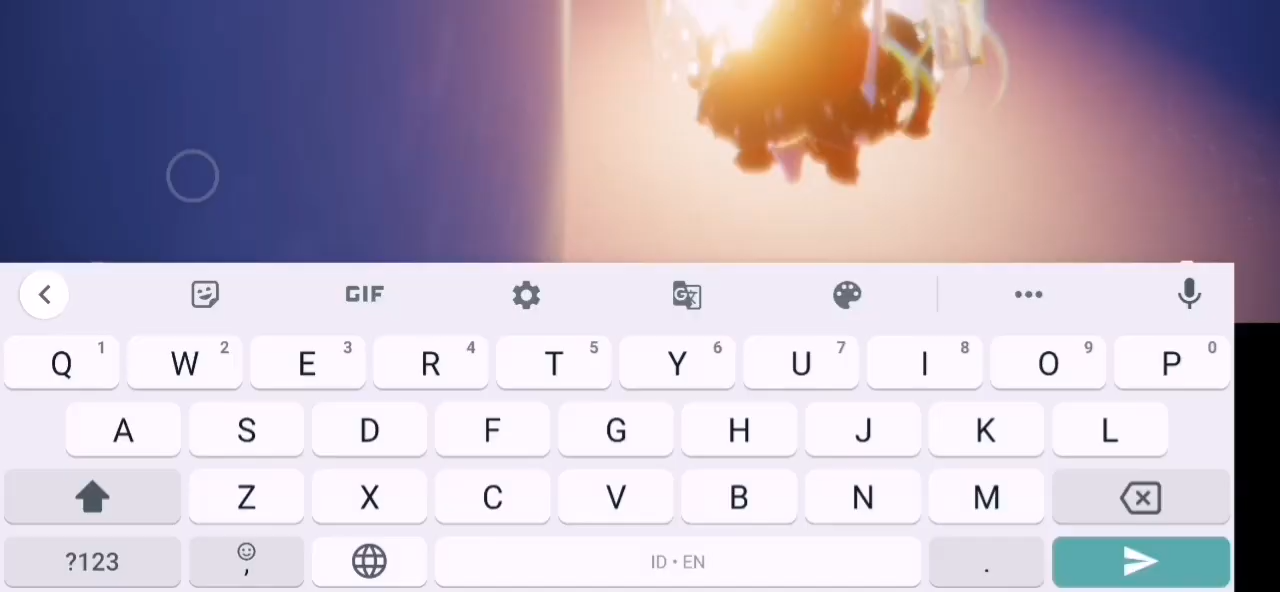 GIF
Q 1 W 2 E 3 R 4 T 5 Y 6 U 7 I 8 O 9 P 0
A S D F G H J K L
Z X C V B N M
?123 , ID • EN .